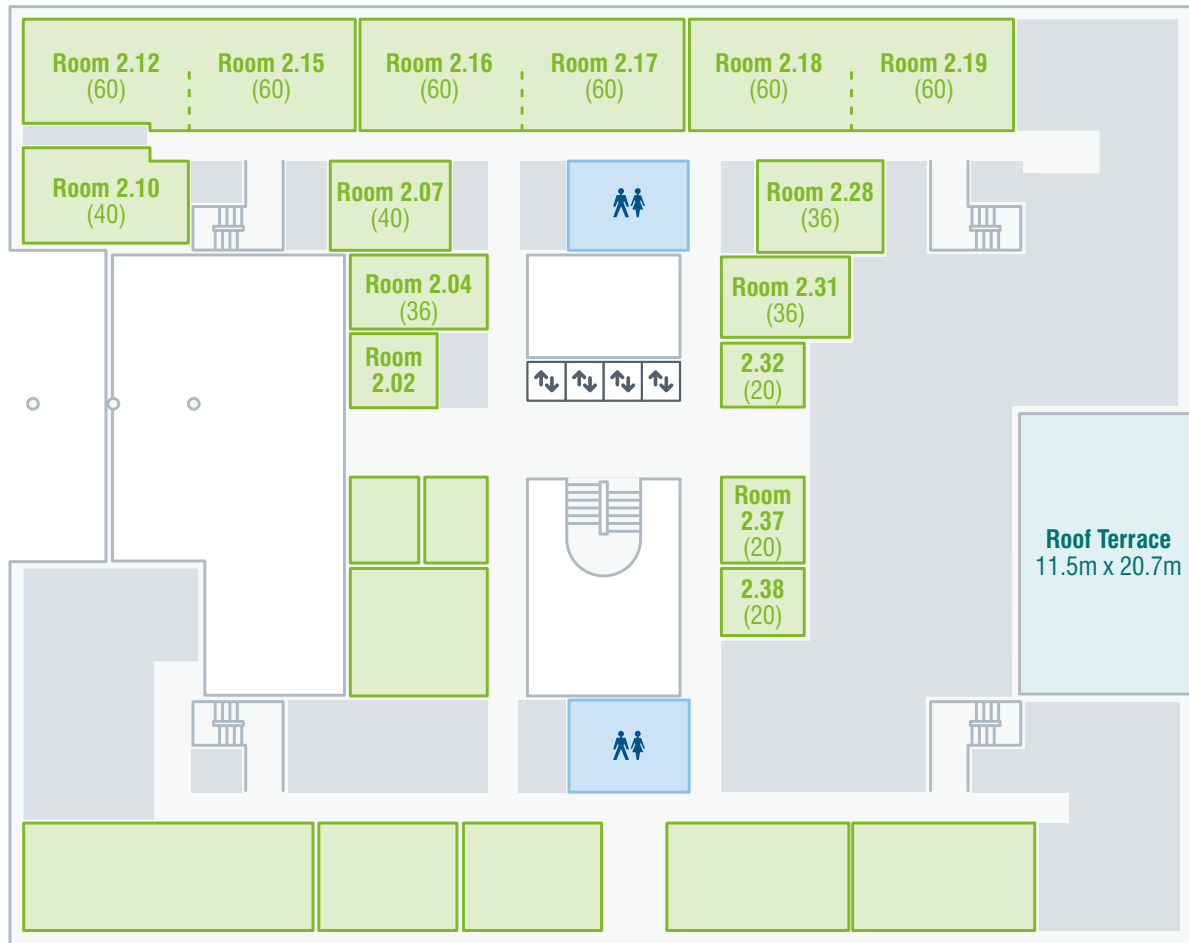 Room 2.12
(60)
Room 2.15
(60)
Room 2.16
(60)
Room 2.17
(60)
Room 2.18
(60)
Room 2.19
(60)
Room 2.10
(40)
Room 2.07
(40)
Room 2.28
(36)
Room 2.04
(36)
Room 2.31
(36)
Room
2.02
2.32
(20)
Room
2.37
(20)
2.38
(20)
Roof Terrace
11.5m x 20.7m